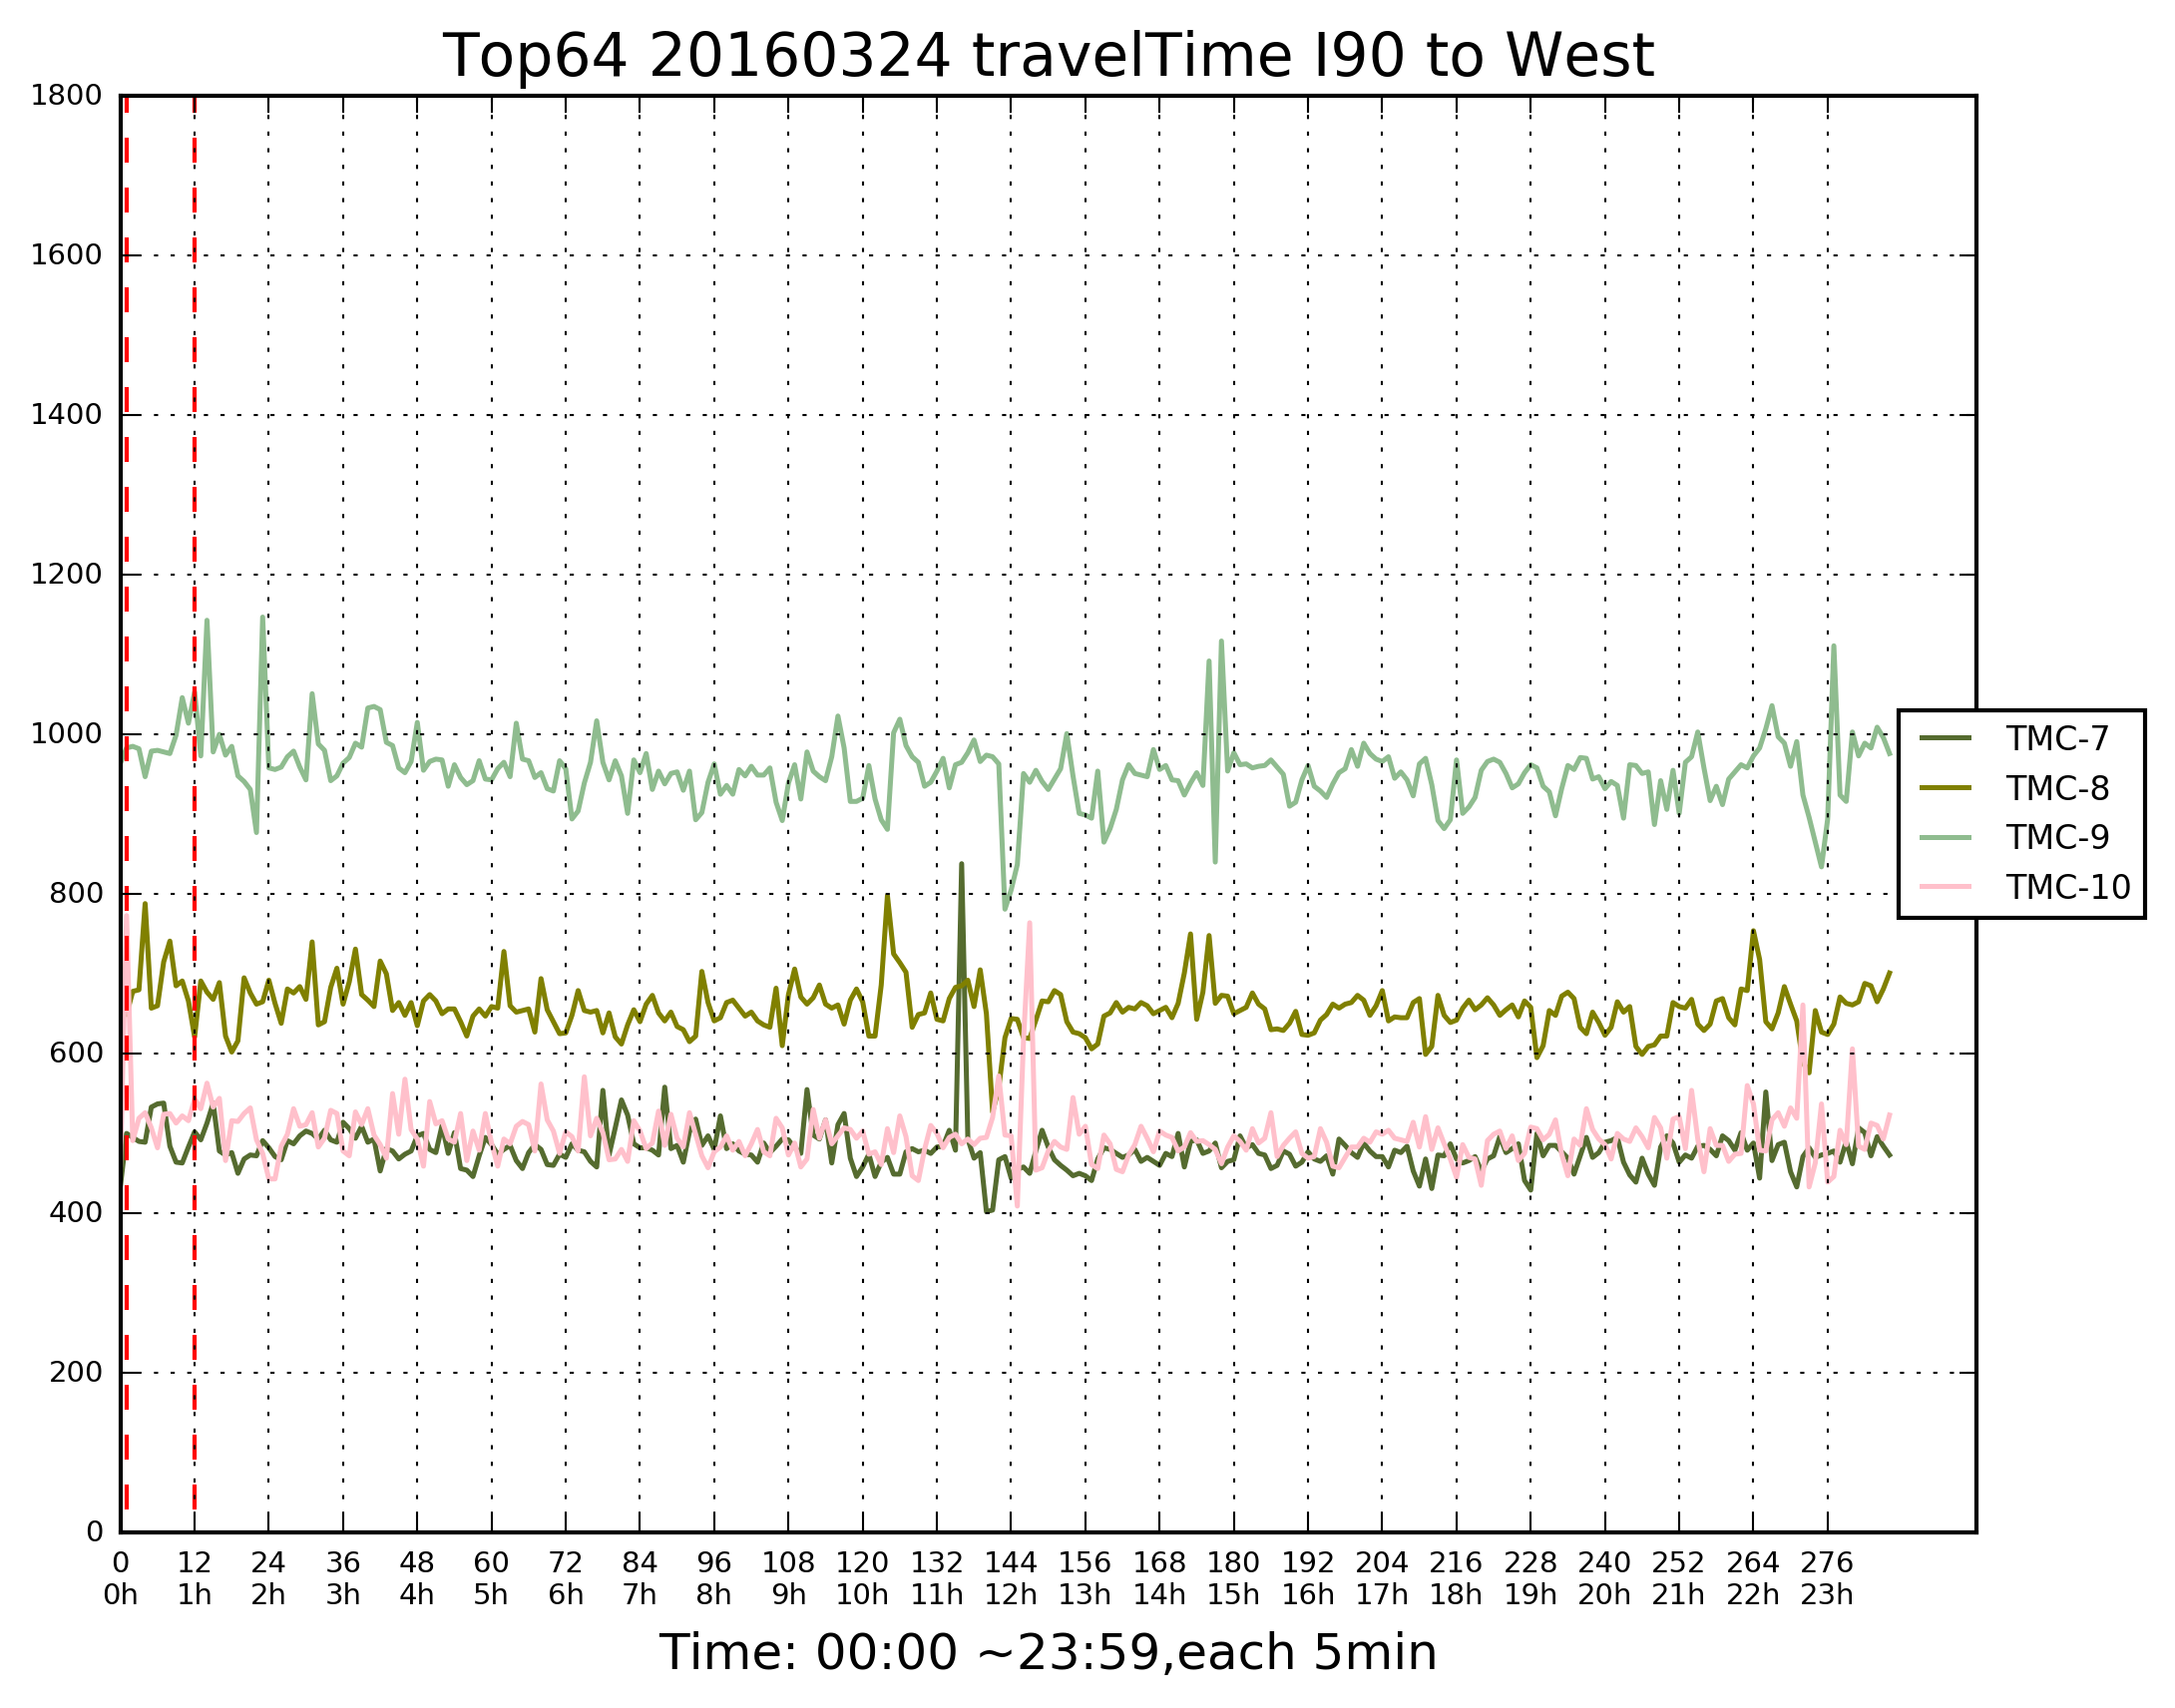 Top64 20160324 travelTime I90 to West
1800
1600
1400
1200
1000
800
600
400
200
0
TMC-7
TMC-8
TMC-9
TMC-10
0 12 24 36 48 60 72 84 96 108 120 132 144 156 168 180 192 204 216 228 240 252 264 276
0h 1h 2h 3h 4h 5h 6h 7h 8h 9h 10h 11h 12h 13h 14h 15h 16h 17h 18h 19h 20h 21h 22h 23h
Time: 00:00 ~23:59,each 5min